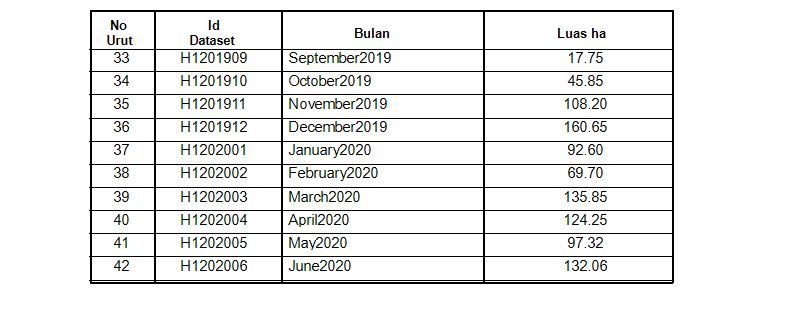 No Urut Id Dataset Bulan Luas ha
33 H1201909 September2019 17.75
34 H1201910 October2019 45.85
35 H1201911 November2019 108.20
36 H1201912 December2019 160.65
37 H1202001 January2020 92.60
38 H1202002 February2020 69.70
39 H1202003 March2020 135.85
40 H1202004 April2020 124.25
41 H1202005 May2020 97.32
42 H1202006 June2020 132.06